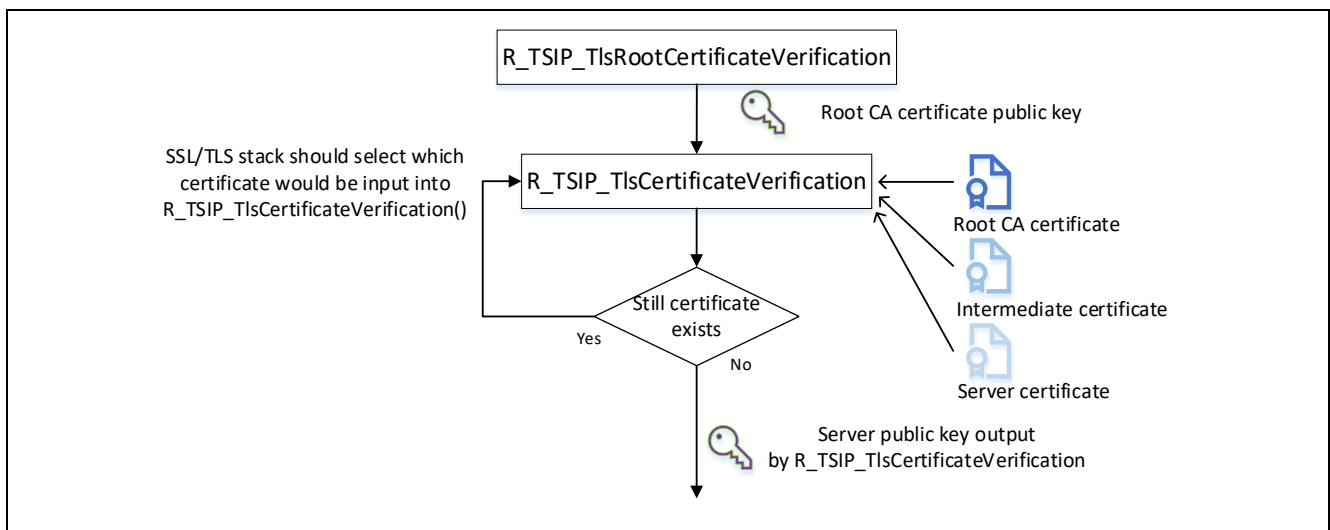 R_TSIP_TlsRootCertificateVerification
Root CA certificate public key
SSL/TLS stack should select which
certificate would be input into
R_TSIP_TlsCertificateVerification()
R_TSIP_TlsCertificateVerification
Root CA certificate
Intermediate certificate
Server certificate
Still certificate
exists
Yes
No
Server public key output
by R_TSIP_TlsCertificateVerification